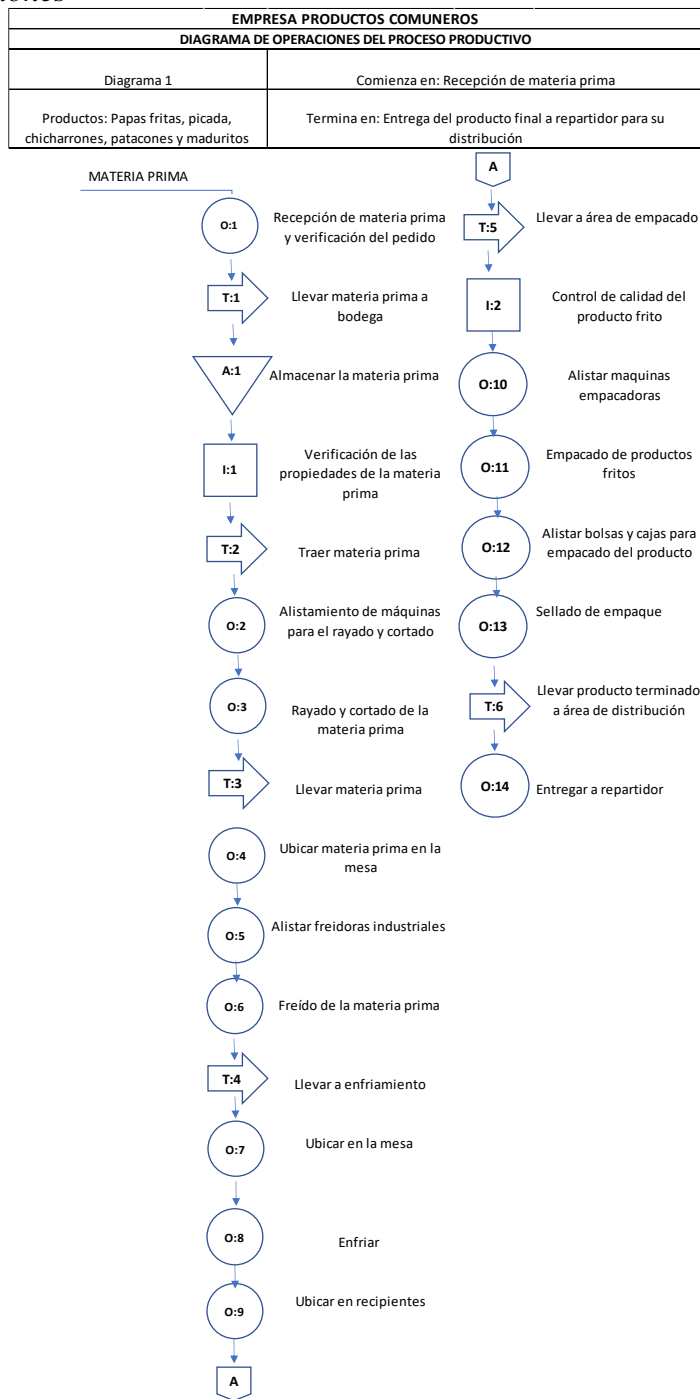 EMPRESA PRODUCTOS COMUNEROS
DIAGRAMA DE OPERACIONES DEL PROCESO PRODUCTIVO
Diagrama 1
Comienza en: Recepción de materia prima
Productos: Papas fritas, picada,
chicharrones, patacones y maduritos
Termina en: Entrega del producto final a repartidor para su
distribución
MATERIA PRIMA
O:1
Recepción de materia prima
y verificación del pedido
T:1
Llevar materia prima a
bodega
A:1
Almacenar la materia prima
I:1
Verificación de las
propiedades de la materia
prima
T:2
Traer materia prima
O:2
Alistamiento de máquinas
para el rayado y cortado
O:3
Rayado y cortado de la
materia prima
T:3
Llevar materia prima
O:4
Ubicar materia prima en la
mesa
O:5
Alistar freidoras industriales
O:6
Freído de la materia prima
T:4
Llevar a enfriamiento
O:7
Ubicar en la mesa
O:8
Enfriar
O:9
Ubicar en recipientes
A
A
T:5
Llevar a área de empacado
I:2
Control de calidad del
producto frito
O:10
Alistar maquinas
empacadoras
O:11
Empacado de productos
fritos
O:12
Alistar bolsas y cajas para
empacado del producto
O:13
Sellado de empaque
T:6
Llevar producto terminado
a área de distribución
O:14
Entregar a repartidor